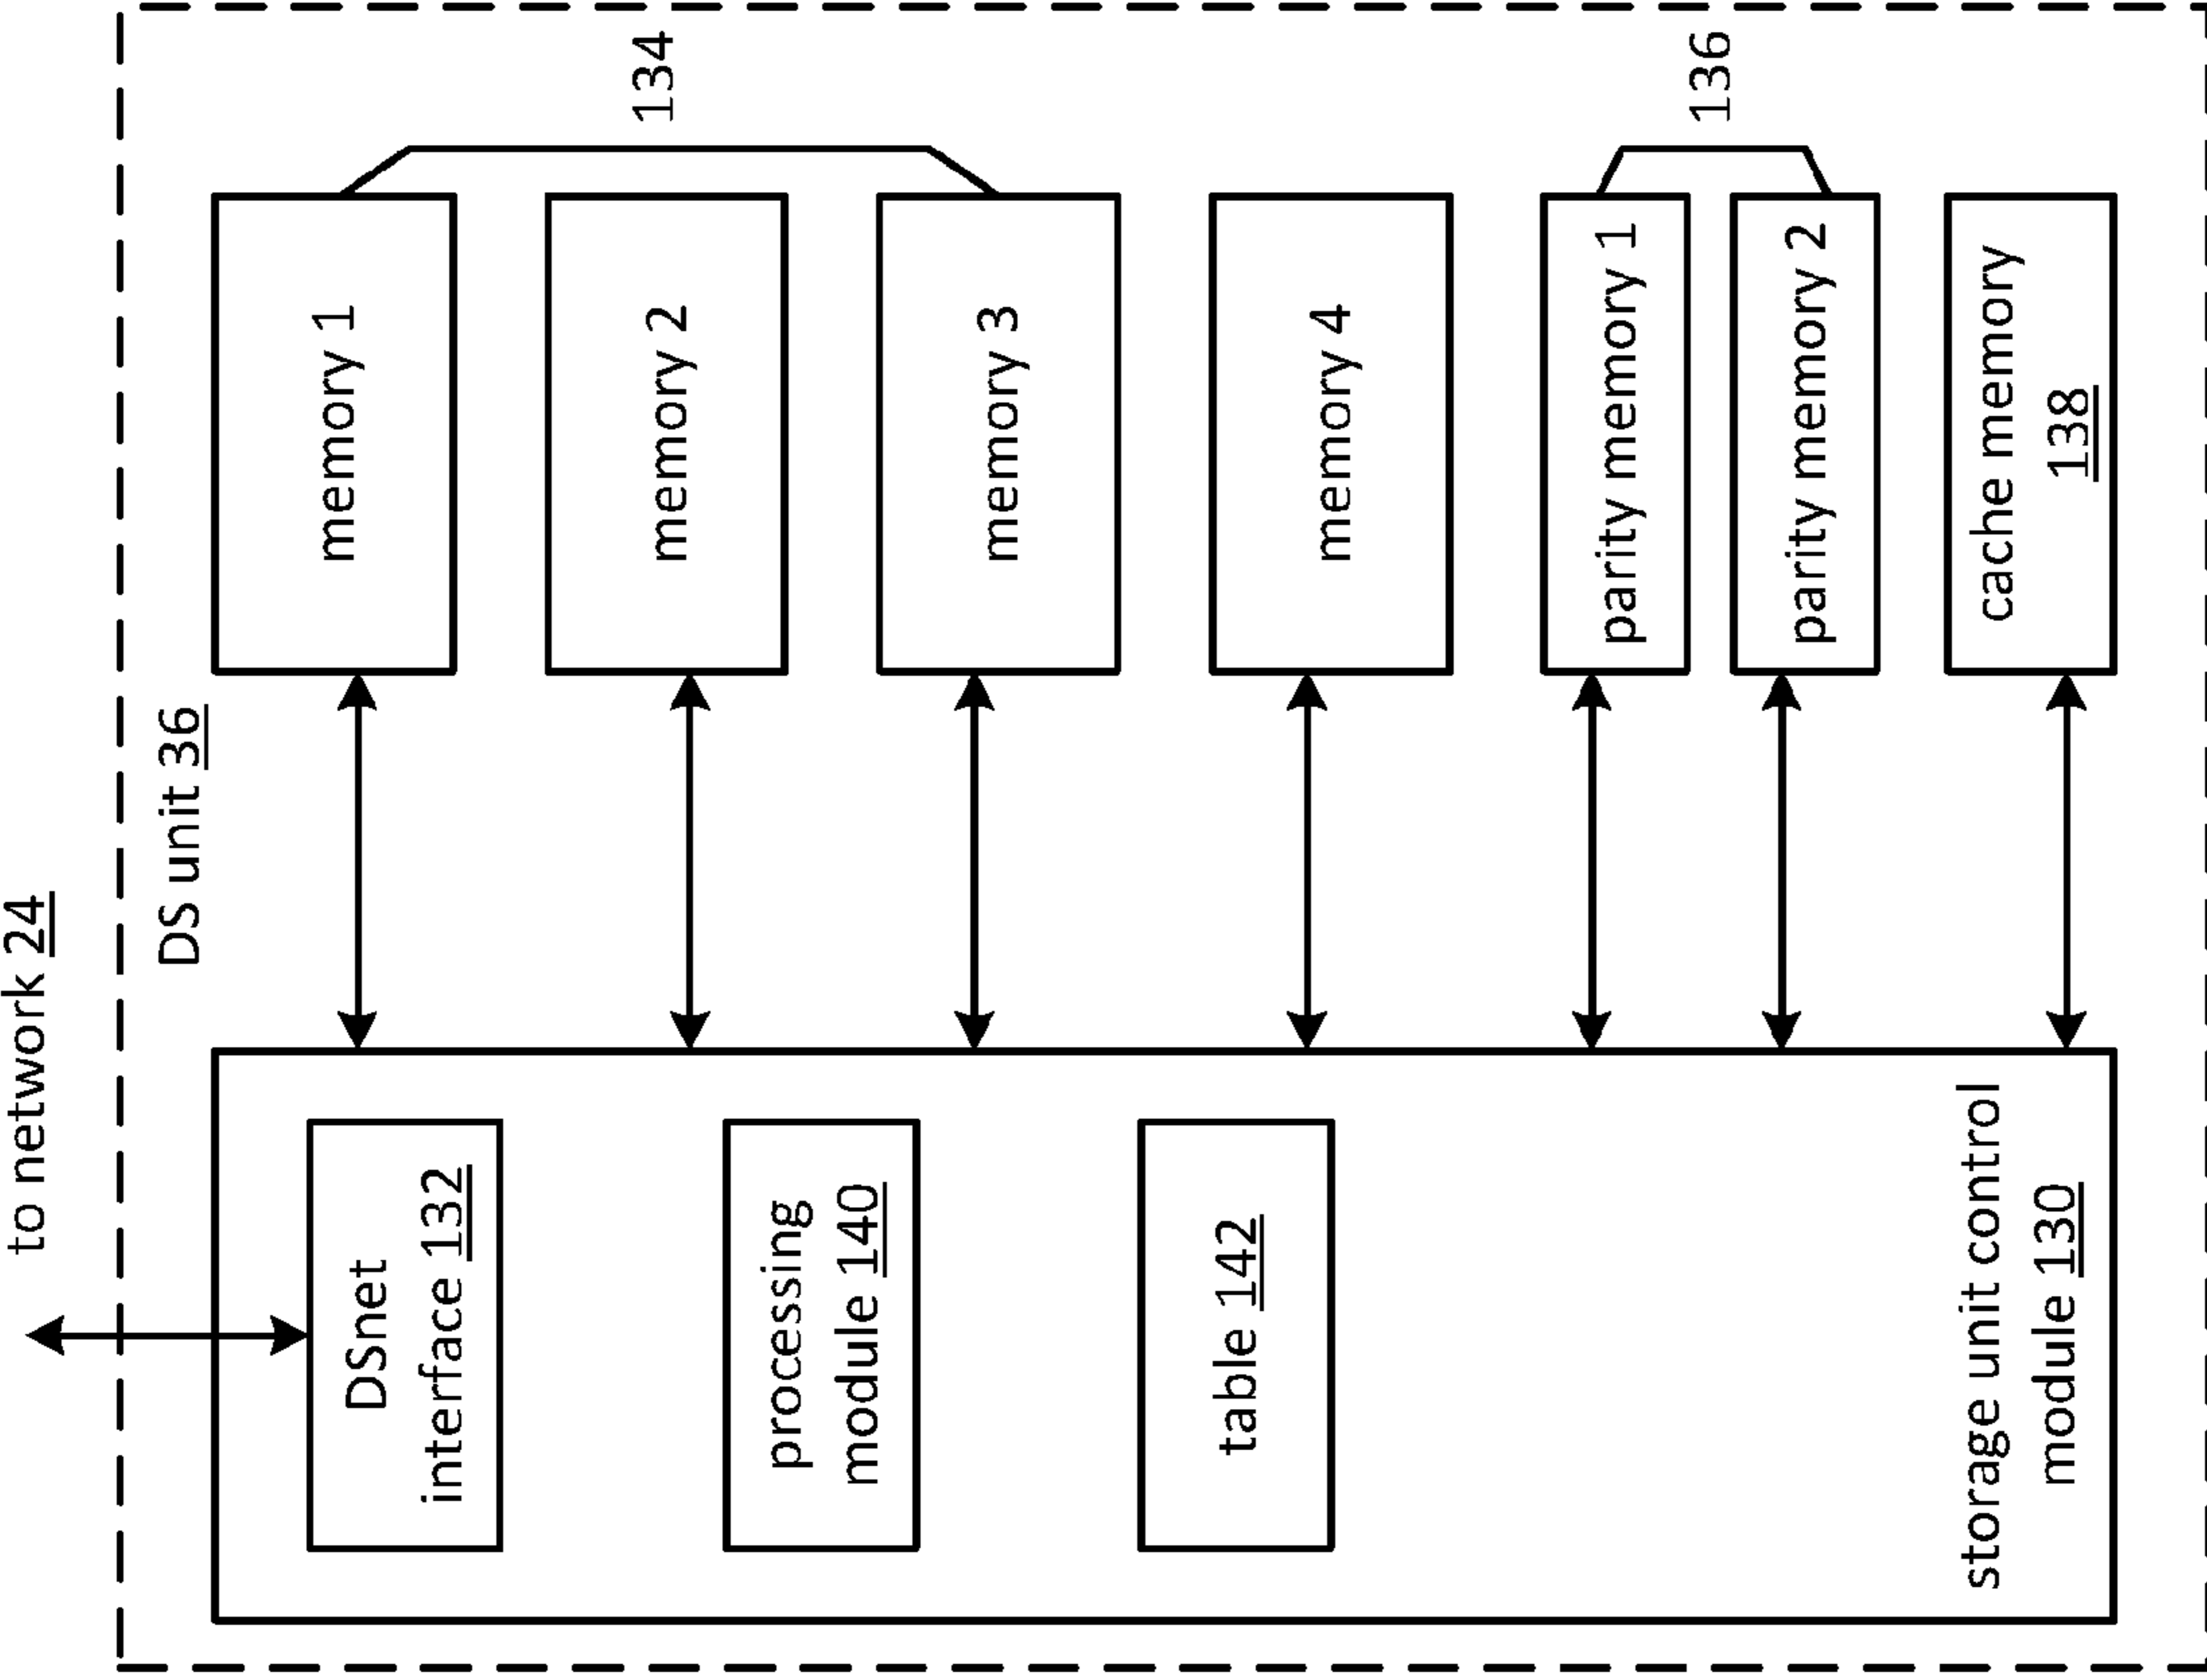 to network 24
DS unit 36
DSnet
interface 132
processing
module 140
table 142
storage unit control
module 130
memory 1
memory 2
memory 3
memory 4
134
parity memory 1
parity memory 2
136
cache memory
138